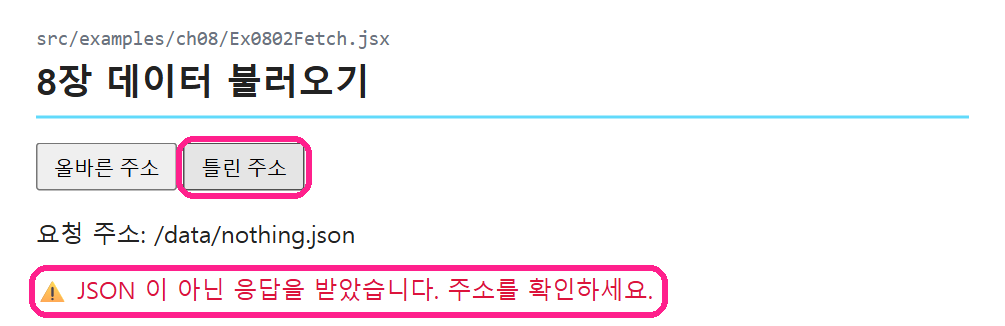 src/examples/ch08/Ex0802Fetch.jsx
8장 데이터 불러오기
올바른 주소 틀린 주소
요청 주소: /data/nothing.json
⚠️ JSON 이 아닌 응답을 받았습니다. 주소를 확인하세요.